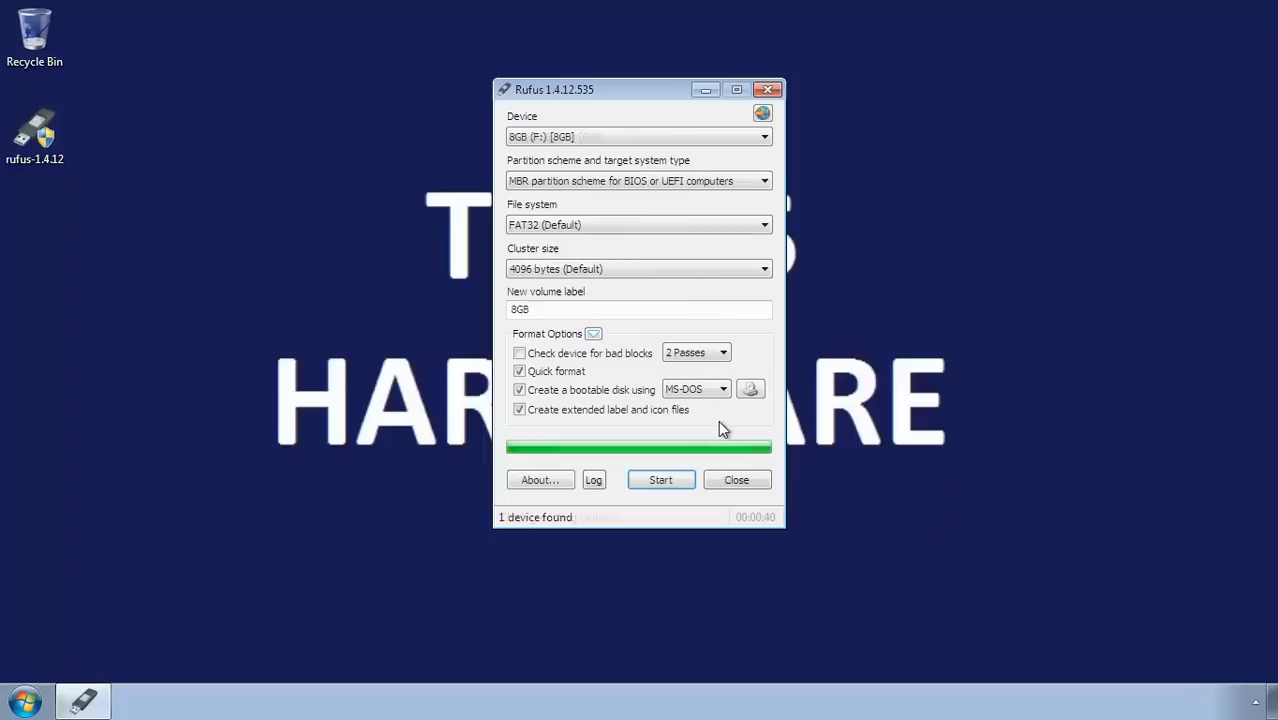 Recycle Bin
rufus-1.4.12
Rufus 1.4.12.535
Device
8GB (F:) [8GB]
Partition scheme and target system type
MBR partition scheme for BIOS or UEFI computers
File system
FAT32 (Default)
Cluster size
4096 bytes (Default)
New volume label
8GB
Format Options
Check device for bad blocks 2 Passes
Quick format
Create a bootable disk using MS-DOS
Create extended label and icon files
About... Log Start Close
1 device found 00:00:40